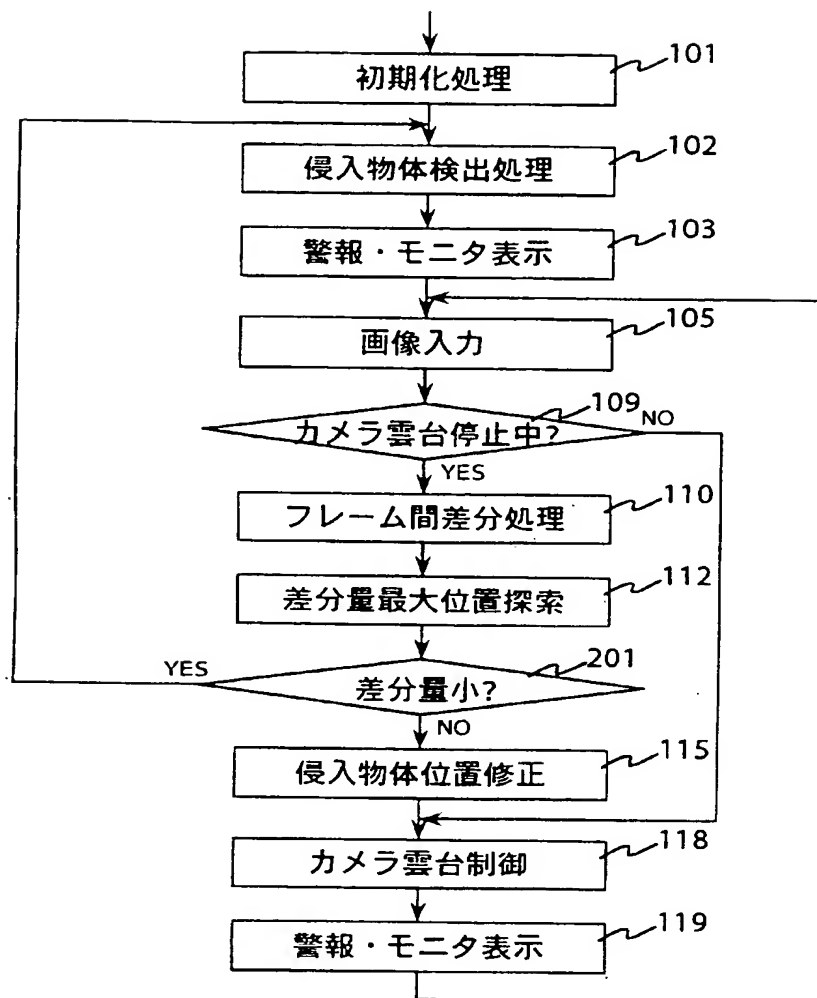 101
初期化処理
102
侵入物体検出処理
103
警報・モニタ表示
105
画像入力
109
カメラ雲台停止中?
NO
YES
110
フレーム間差分処理
112
差分量最大位置探索
201
YES
差分量小?
NO
115
侵入物体位置修正
118
カメラ雲台制御
119
警報・モニタ表示